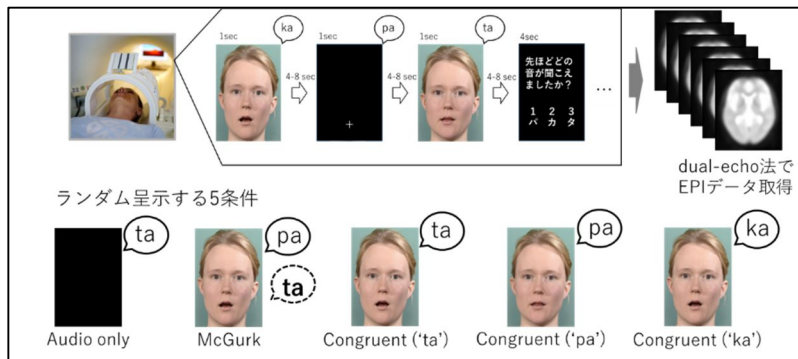 1sec
ka
1sec
pa
1sec
ta
4sec
4-8 sec
4-8 sec
4-8 sec
先ほどどの
音が聞こえ
ましたか?
1 2 3
パ カ タ
…
dual-echo法で
EPIデータ取得
ランダム呈示する5条件
ta
pa
ta
ta
pa
ka
Audio only
McGurk
Congruent (‘ta’)
Congruent (‘pa’)
Congruent (‘ka’)